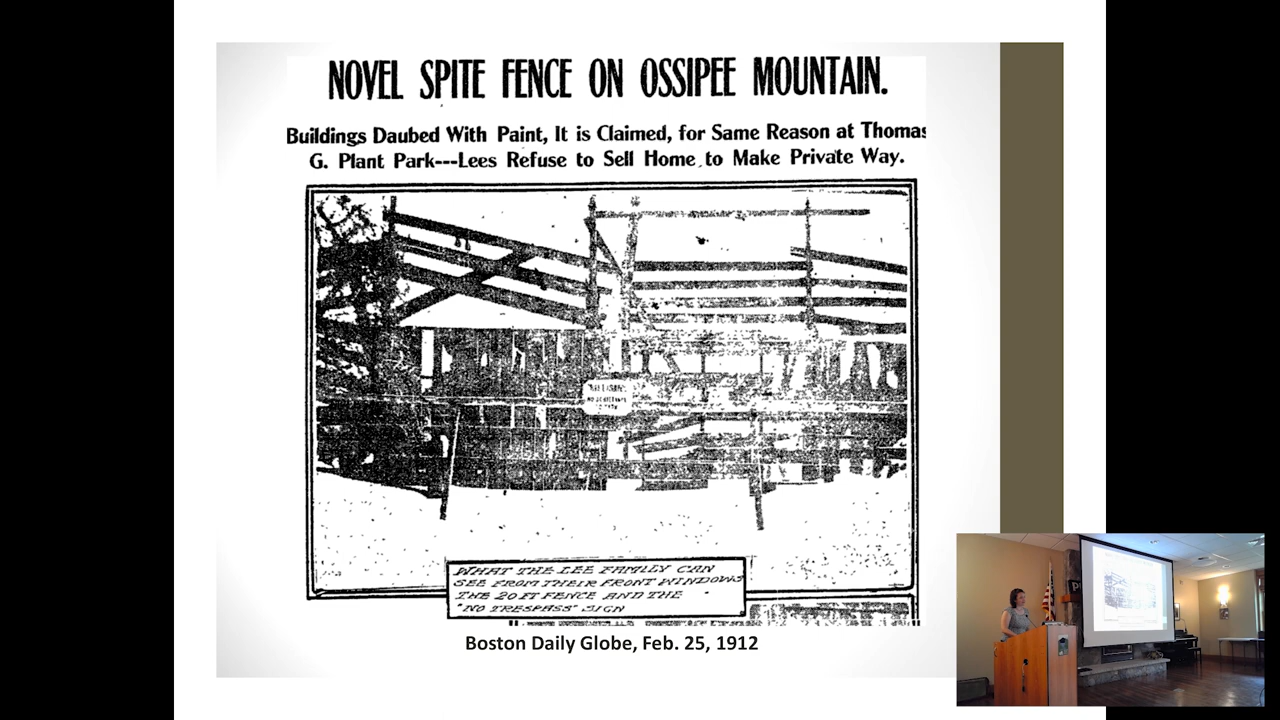 NOVEL SPITE FENCE ON OSSIPEE MOUNTAIN.
Buildings Daubed With Paint, It is Claimed, for Same Reason at Thomas
G. Plant Park---Lees Refuse to Sell Home to Make Private Way.
WHAT THE LEE FAMILY CAN
SEE FROM THEIR FRONT WINDOWS
THE 20 FT FENCE AND THE
"NO TRESPASS" SIGN
Boston Daily Globe, Feb. 25, 1912